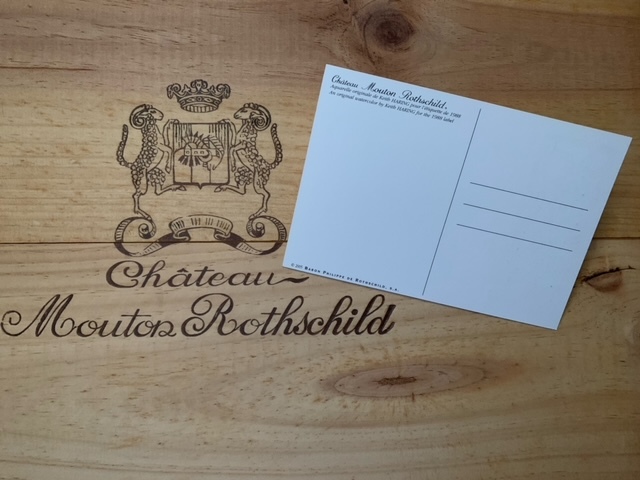 Château
Mouton Rothschild
Château Mouton Rothschild,
Aquarelle originale de Keith HARING pour l'étiquette de 1988
An original watercolor by Keith HARING for the 1988 label
BARON PHILIPPE DE ROTHSCHILD, S.A.